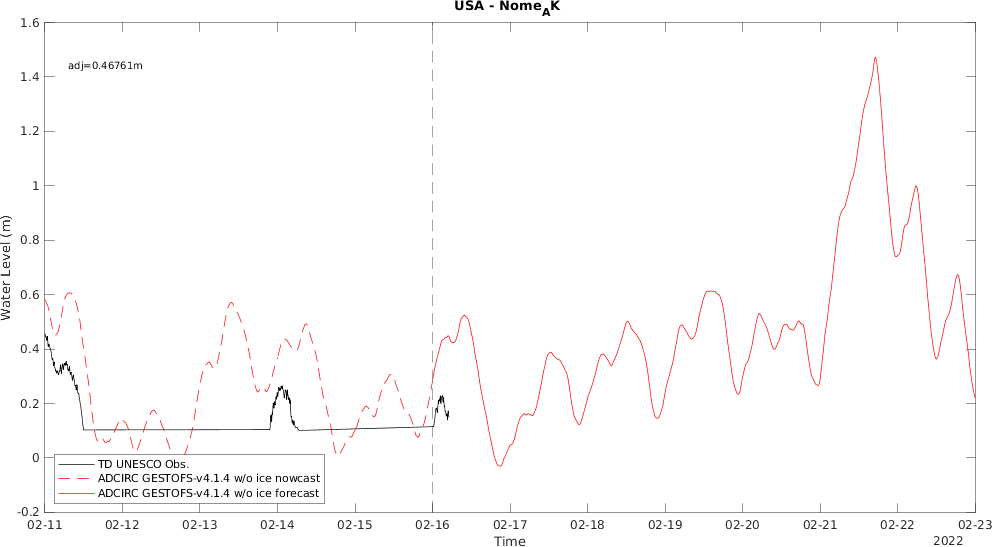 USA - Nome_AK
1.6
adj=0.46761m
1.4
1.2
1
0.8
0.6
0.4
0.2
0
-0.2
Water Level (m)
TD UNESCO Obs.
ADCIRC GESTOFS-v4.1.4 w/o ice nowcast
ADCIRC GESTOFS-v4.1.4 w/o ice forecast
02-11 02-12 02-13 02-14 02-15 02-16 02-17 02-18 02-19 02-20 02-21 02-22 02-23
Time
2022